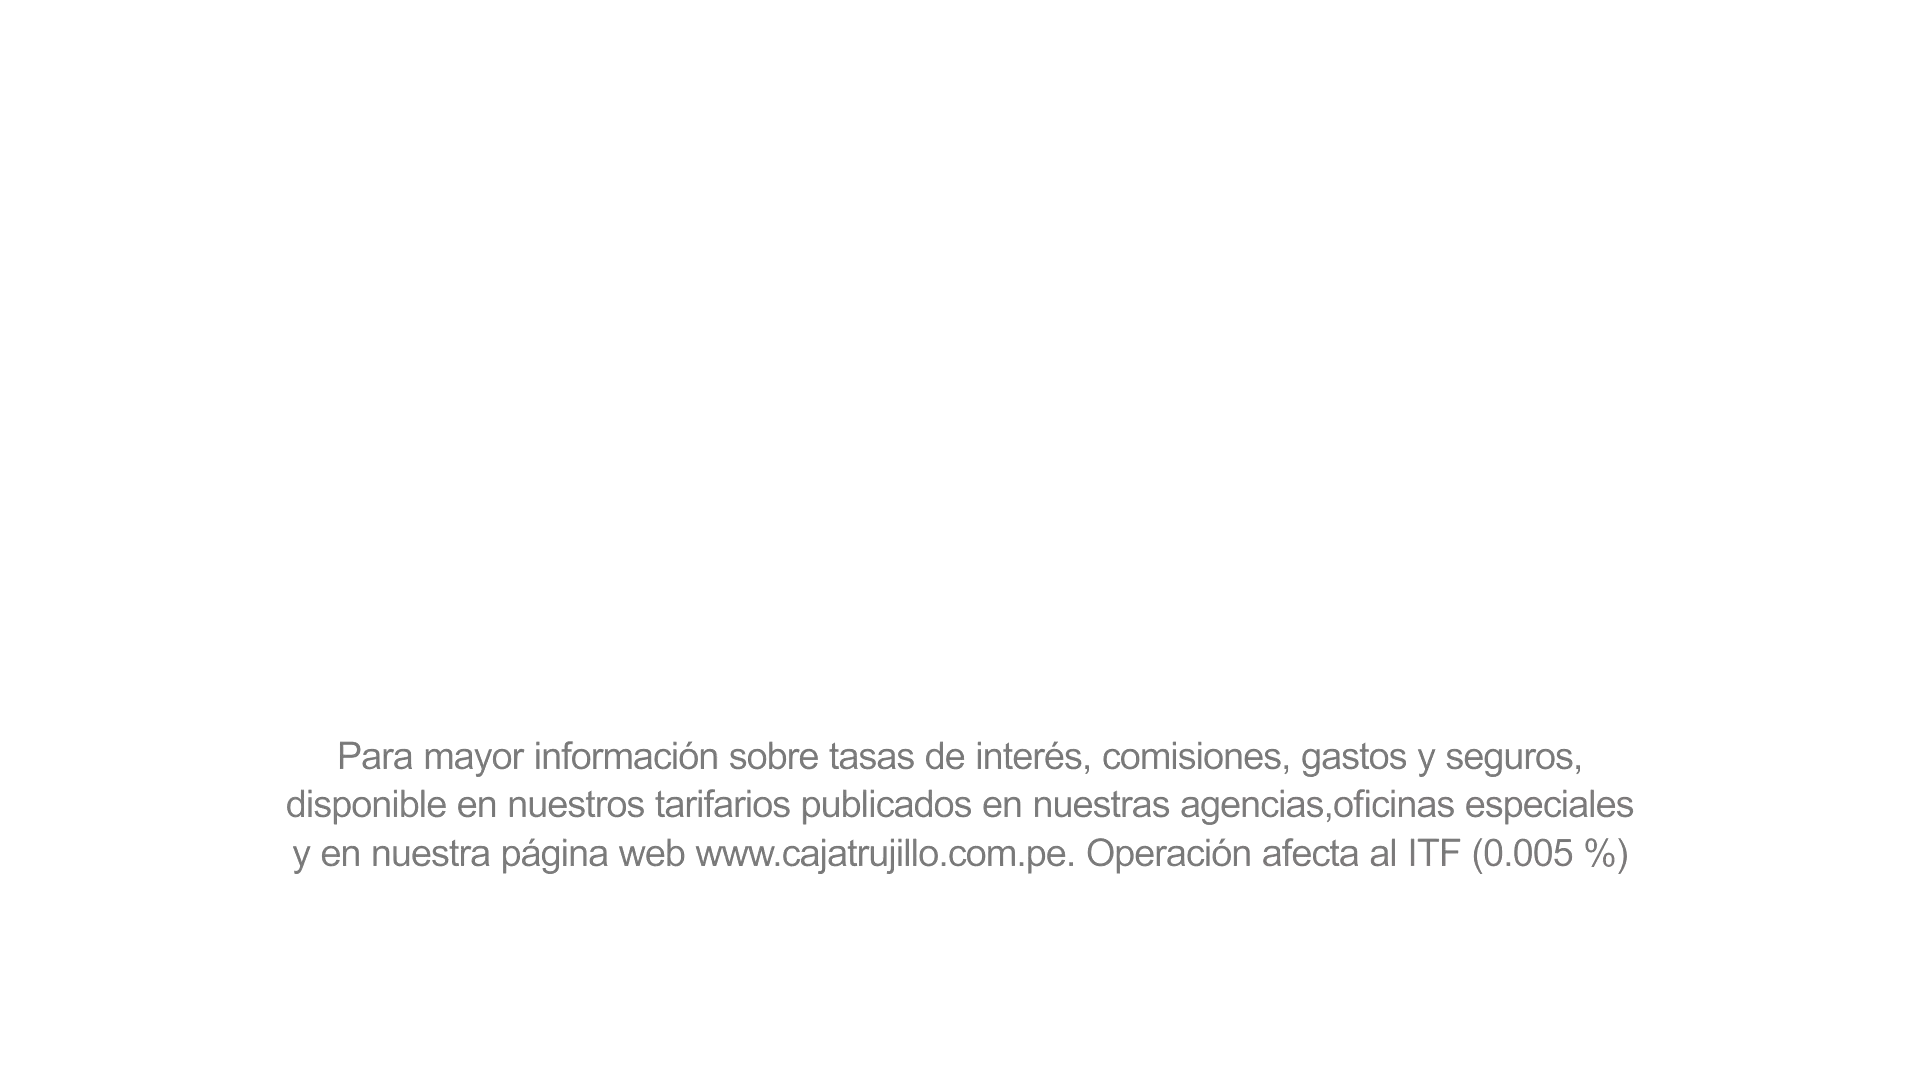 Para mayor información sobre tasas de interés, comisiones, gastos y seguros,
disponible en nuestros tarifarios publicados en nuestras agencias,oficinas especiales
y en nuestra página web www.cajatrujillo.com.pe. Operación afecta al ITF (0.005 %)